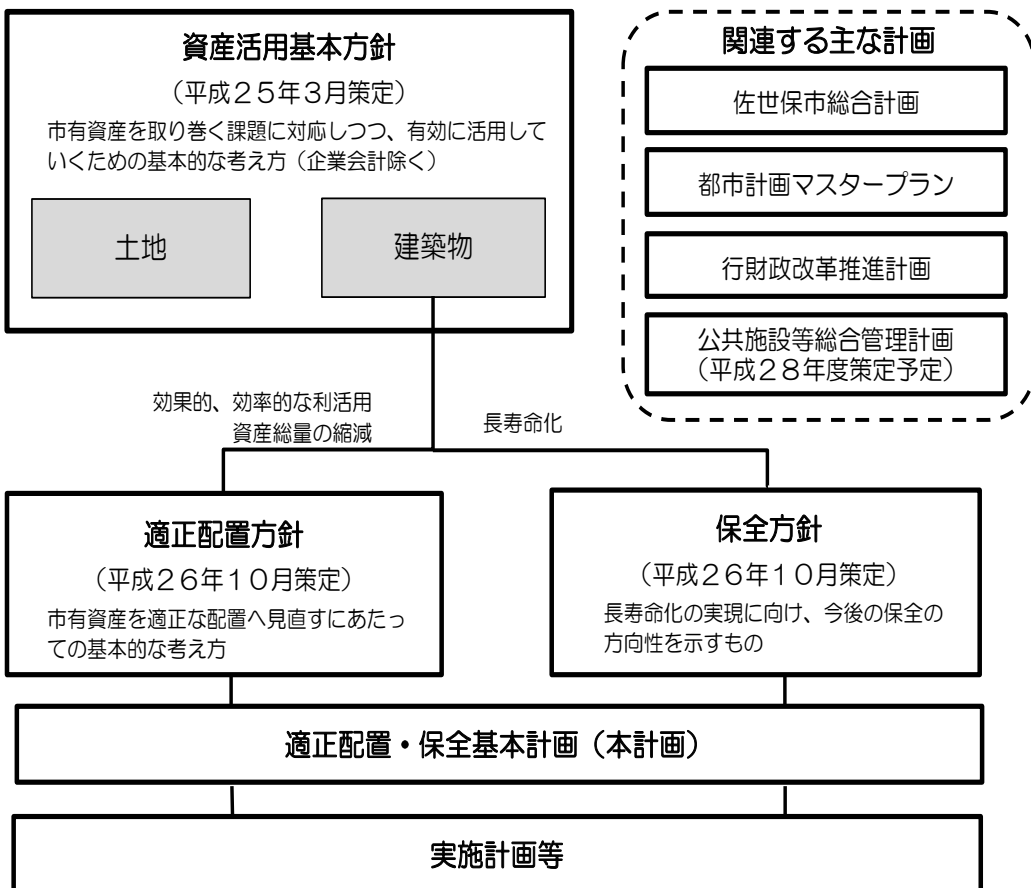 資産活用基本方針
（平成２５年３月策定）
市有資産を取り巻く課題に対応しつつ、有効に活用して
いくための基本的な考え方（企業会計除く）
土地
建築物
関連する主な計画
佐世保市総合計画
都市計画マスタープラン
行財政改革推進計画
公共施設等総合管理計画
（平成２８年度策定予定）
効果的、効率的な利活用
資産総量の縮減
長寿命化
適正配置方針
（平成２６年１０月策定）
市有資産を適正な配置へ見直すにあたっ
ての基本的な考え方
保全方針
（平成２６年１０月策定）
長寿命化の実現に向け、今後の保全の
方向性を示すもの
適正配置・保全基本計画（本計画）
実施計画等